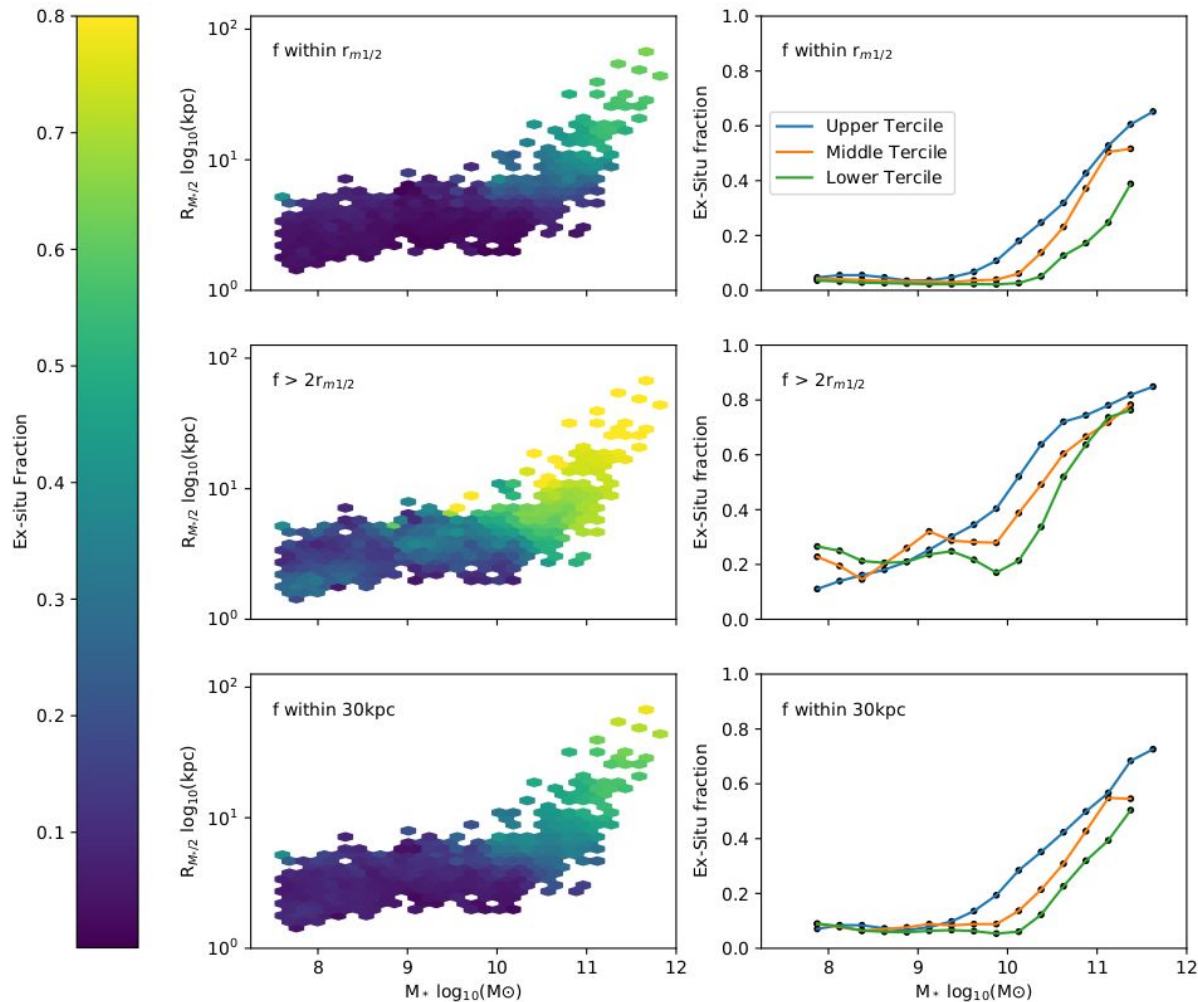 0.8
0.7
0.6
0.5
0.4
0.3
0.2
0.1
Ex-situ Fraction
10²
10¹
10⁰
R_{M*/2} log₁₀(kpc)
f within r_{m1/2}
1.0
0.8
0.6
0.4
0.2
0.0
Ex-Situ fraction
f within r_{m1/2}
Upper Tercile
Middle Tercile
Lower Tercile
10²
10¹
10⁰
R_{M*/2} log₁₀(kpc)
f > 2r_{m1/2}
1.0
0.8
0.6
0.4
0.2
0.0
Ex-Situ fraction
f > 2r_{m1/2}
8 9 10 11 12
10²
10¹
10⁰
R_{M*/2} log₁₀(kpc)
f within 30kpc
8 9 10 11 12
M* log₁₀(M⊙)
1.0
0.8
0.6
0.4
0.2
0.0
Ex-Situ fraction
f within 30kpc
8 9 10 11 12
M* log₁₀(M⊙)